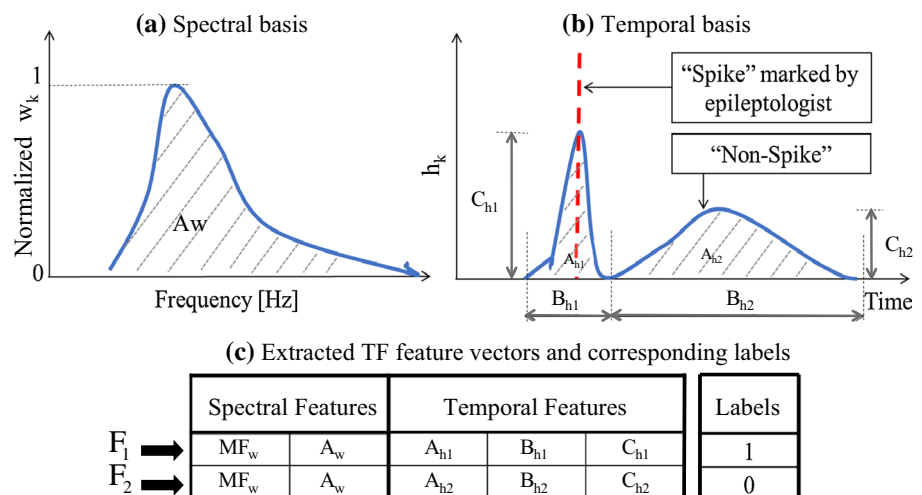 (a) Spectral basis
Normalized w_k
1
0
Aw
Frequency [Hz]
(b) Temporal basis
h_k
"Spike" marked by
epileptologist
"Non-Spike"
C_h1
A_h1
A_h2
C_h2
B_h1
B_h2
Time
(c) Extracted TF feature vectors and corresponding labels
Spectral Features Temporal Features Labels
F_1 MF_w A_w A_h1 B_h1 C_h1 1
F_2 MF_w A_w A_h2 B_h2 C_h2 0